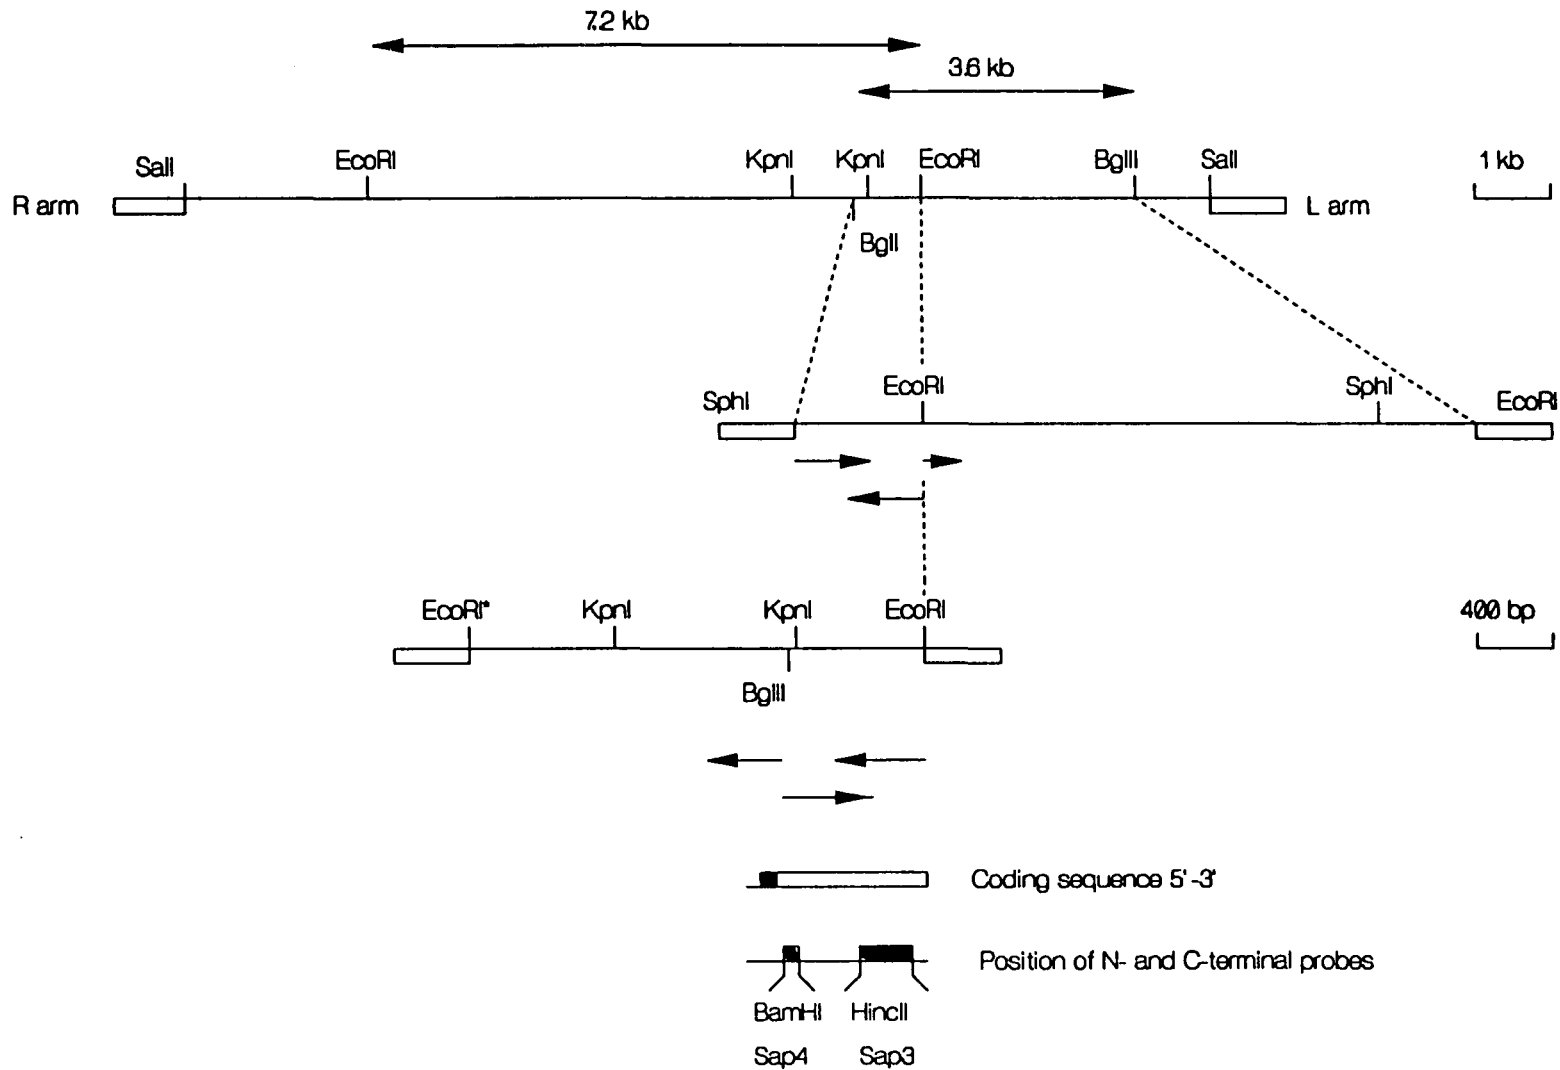 7.2 kb
3.6 kb
SalI EcoRI KpnI KpnI EcoRI BglII SalI 1 kb
R arm L arm
BglI
SphI EcoRI SphI EcoRI
EcoRI* KpnI KpnI EcoRI 400 bp
BglII
Coding sequence 5'-3'
Position of N- and C-terminal probes
BamHI HincII
Sap4 Sap3